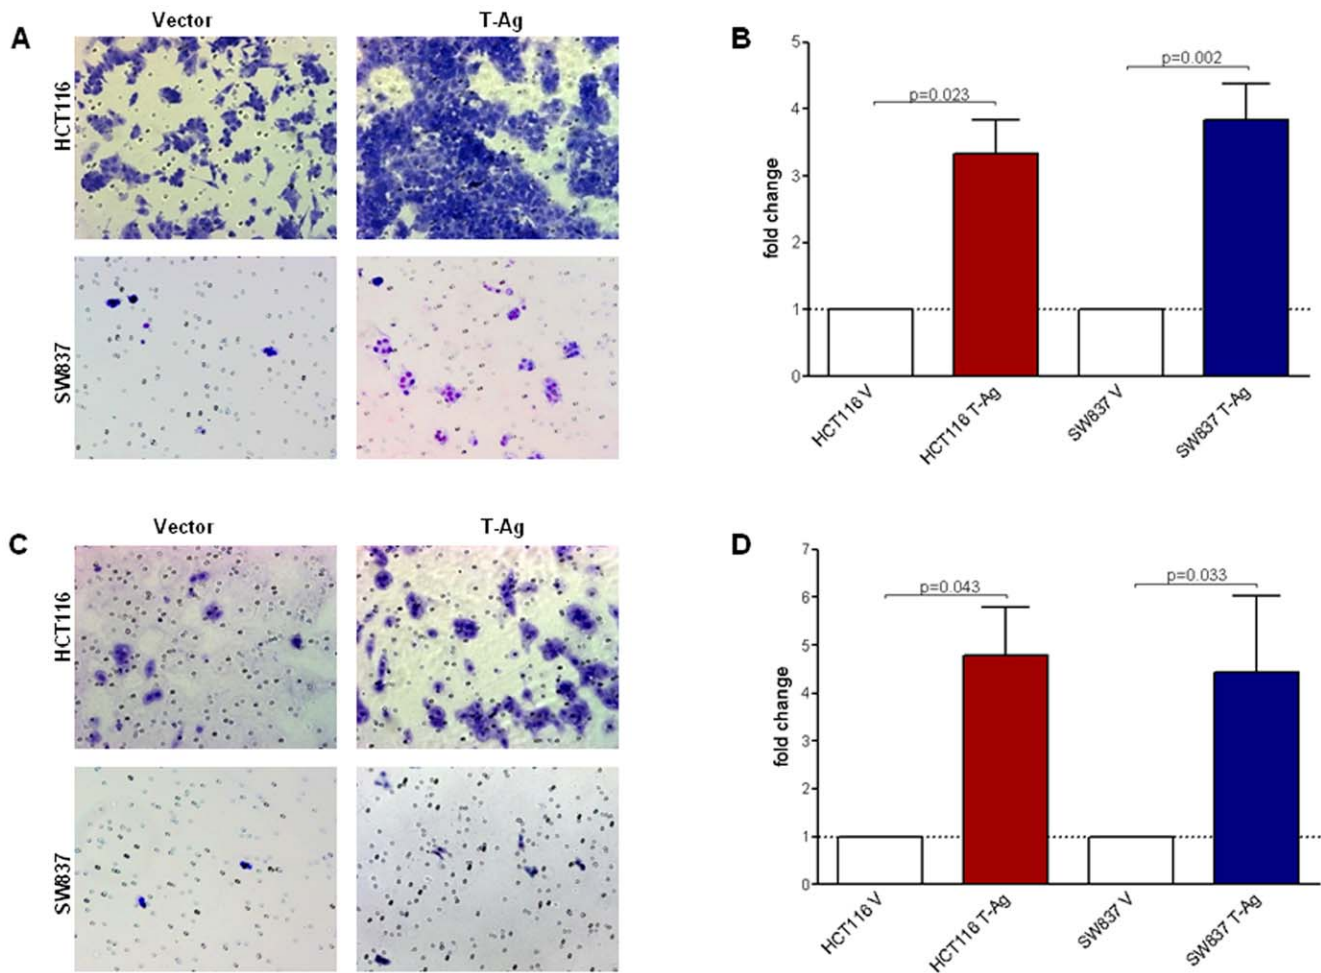 A
Vector
T-Ag
HCT116
SW837
B
5
4
3
2
1
0
fold change
p=0.023
p=0.002
HCT116 V
HCT116 T-Ag
SW837 V
SW837 T-Ag
C
Vector
T-Ag
HCT116
SW837
D
7
6
5
4
3
2
1
0
fold change
p=0.043
p=0.033
HCT116 V
HCT116 T-Ag
SW837 V
SW837 T-Ag